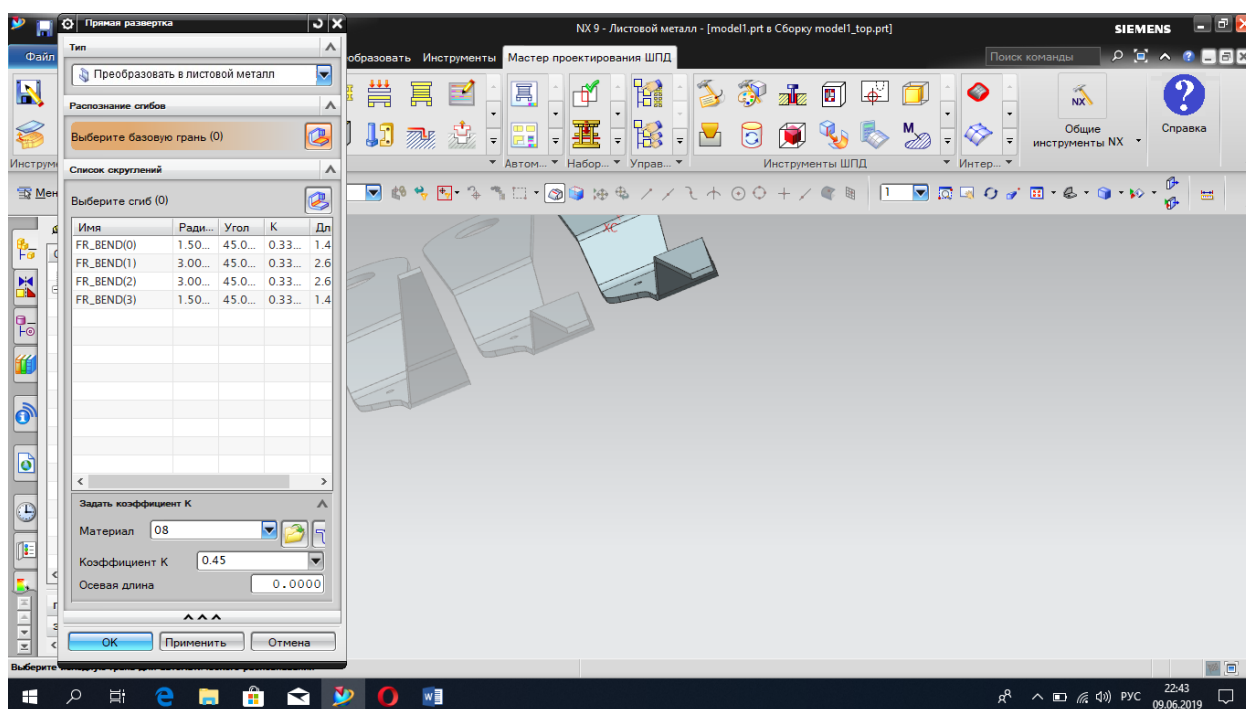 Прямая развертка
NX 9 - Листовой металл - [model1.prt в Сборку model1_top.prt]
SIEMENS
Тип
Файл
образовать Инструменты Мастер проектирования ШПД
Поиск команды
Преобразовать в листовой металл
Распознание сгибов
Выберите базовую грань (0)
NX
Общие
инструменты NX
Справка
Автом... Набор... Управ... Инструменты ШПД Интер...
Список скруглений
Выберите сгиб (0)
1
Имя Ради... Угол К Дл
FR_BEND(0) 1.50... 45.0... 0.33... 1.4
FR_BEND(1) 3.00... 45.0... 0.33... 2.6
FR_BEND(2) 3.00... 45.0... 0.33... 2.6
FR_BEND(3) 1.50... 45.0... 0.33... 1.4
XC
Задать коэффициент К
Материал 08
Коэффициент К 0.45
Осевая длина 0.0000
OK Применить Отмена
Выберите
22:43
РУС
09.06.2019